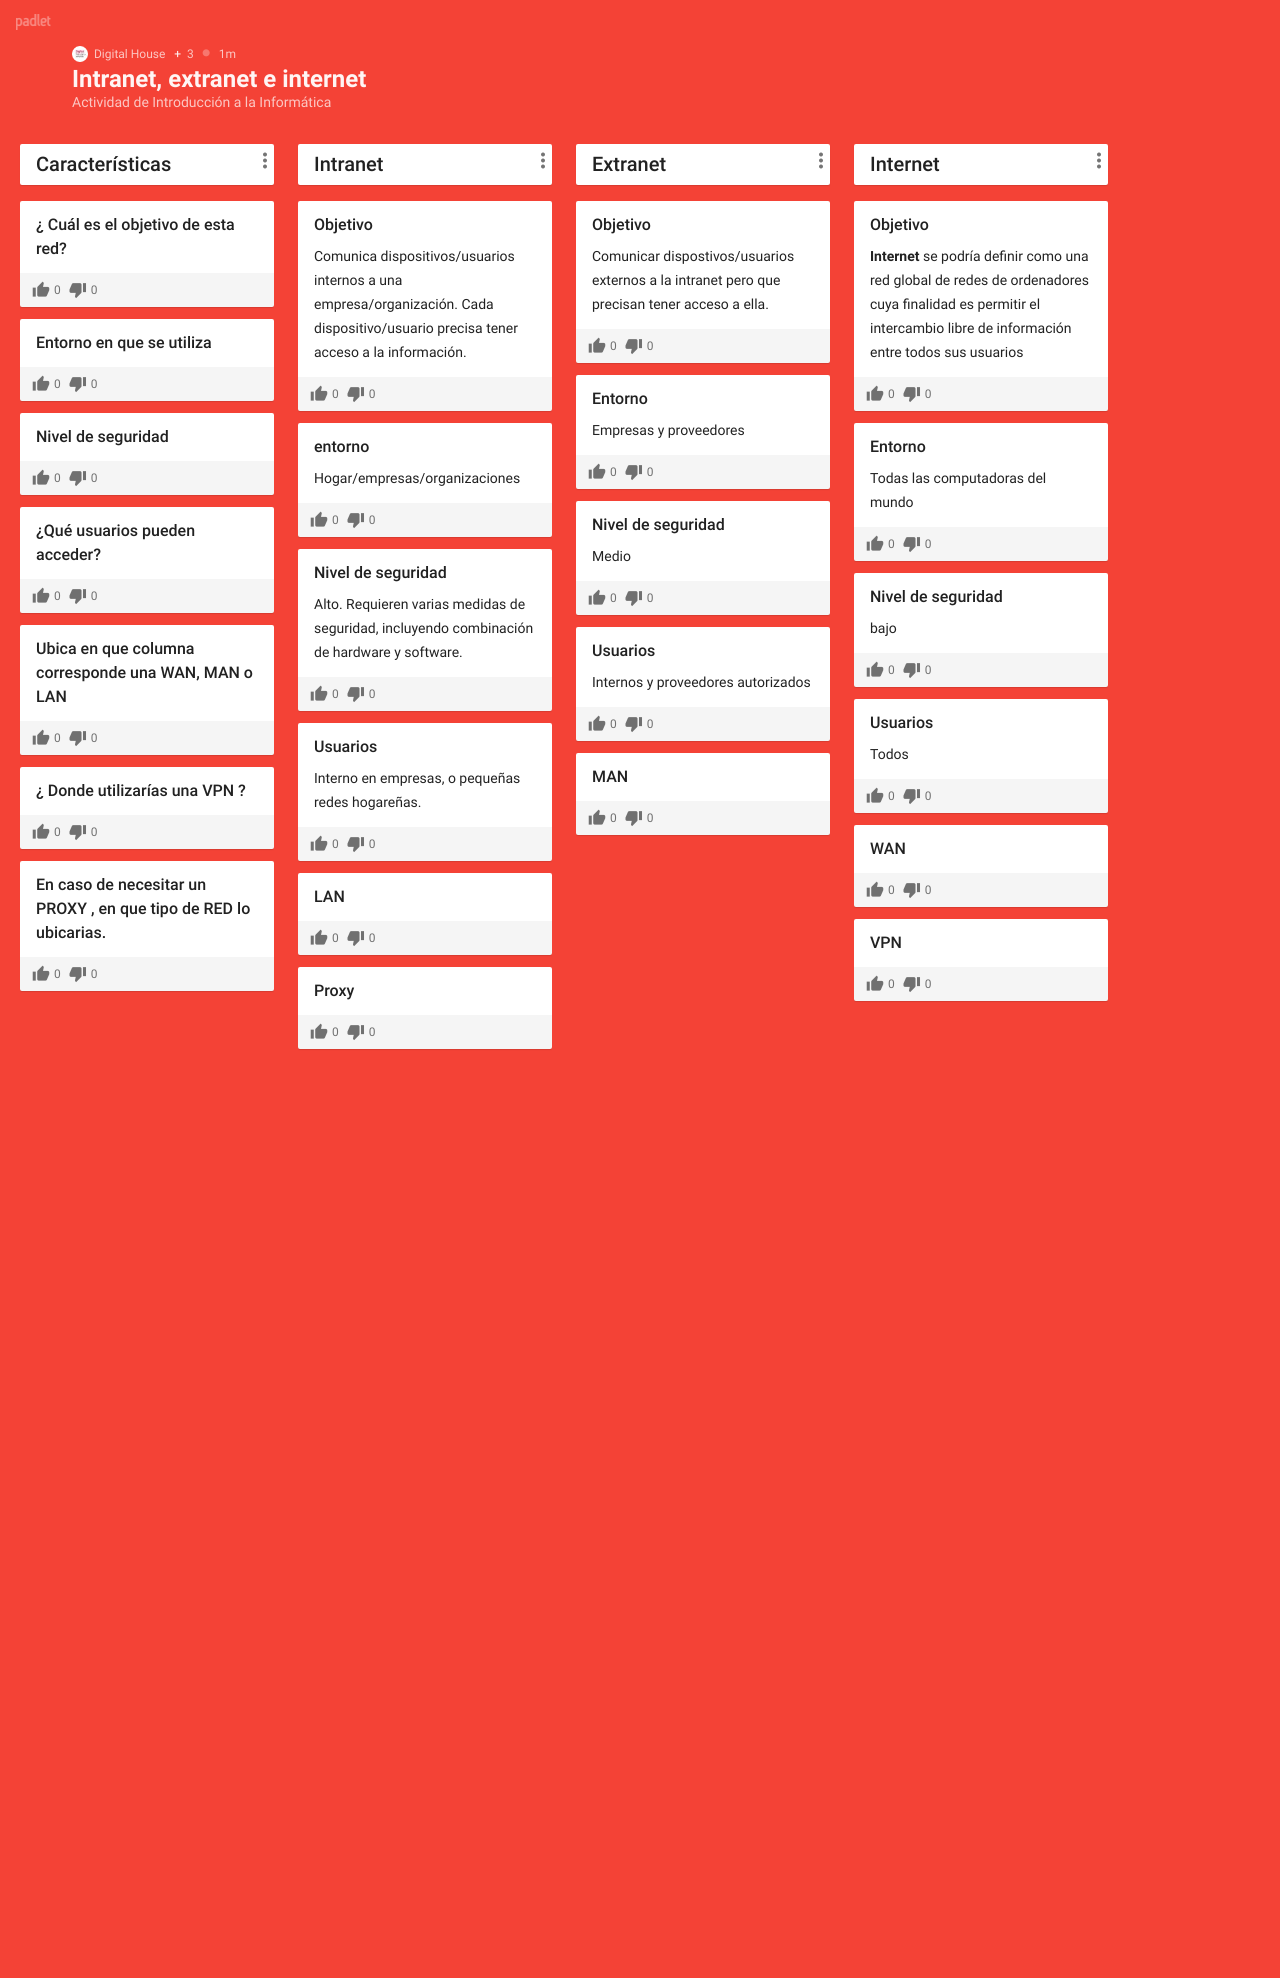 padlet
Digital House + 3 1m
Intranet, extranet e internet
Actividad de Introducción a la Informática
Características
¿ Cuál es el objetivo de esta
red?
0 0
Entorno en que se utiliza
0 0
Nivel de seguridad
0 0
¿Qué usuarios pueden
acceder?
0 0
Ubica en que columna
corresponde una WAN, MAN o
LAN
0 0
¿ Donde utilizarías una VPN ?
0 0
En caso de necesitar un
PROXY , en que tipo de RED lo
ubicarias.
0 0
Intranet
Objetivo
Comunica dispositivos/usuarios
internos a una
empresa/organización. Cada
dispositivo/usuario precisa tener
acceso a la información.
0 0
entorno
Hogar/empresas/organizaciones
0 0
Nivel de seguridad
Alto. Requieren varias medidas de
seguridad, incluyendo combinación
de hardware y software.
0 0
Usuarios
Interno en empresas, o pequeñas
redes hogareñas.
0 0
LAN
0 0
Proxy
0 0
Extranet
Objetivo
Comunicar dispostivos/usuarios
externos a la intranet pero que
precisan tener acceso a ella.
0 0
Entorno
Empresas y proveedores
0 0
Nivel de seguridad
Medio
0 0
Usuarios
Internos y proveedores autorizados
0 0
MAN
0 0
Internet
Objetivo
Internet se podría definir como una
red global de redes de ordenadores
cuya finalidad es permitir el
intercambio libre de información
entre todos sus usuarios
0 0
Entorno
Todas las computadoras del
mundo
0 0
Nivel de seguridad
bajo
0 0
Usuarios
Todos
0 0
WAN
0 0
VPN
0 0